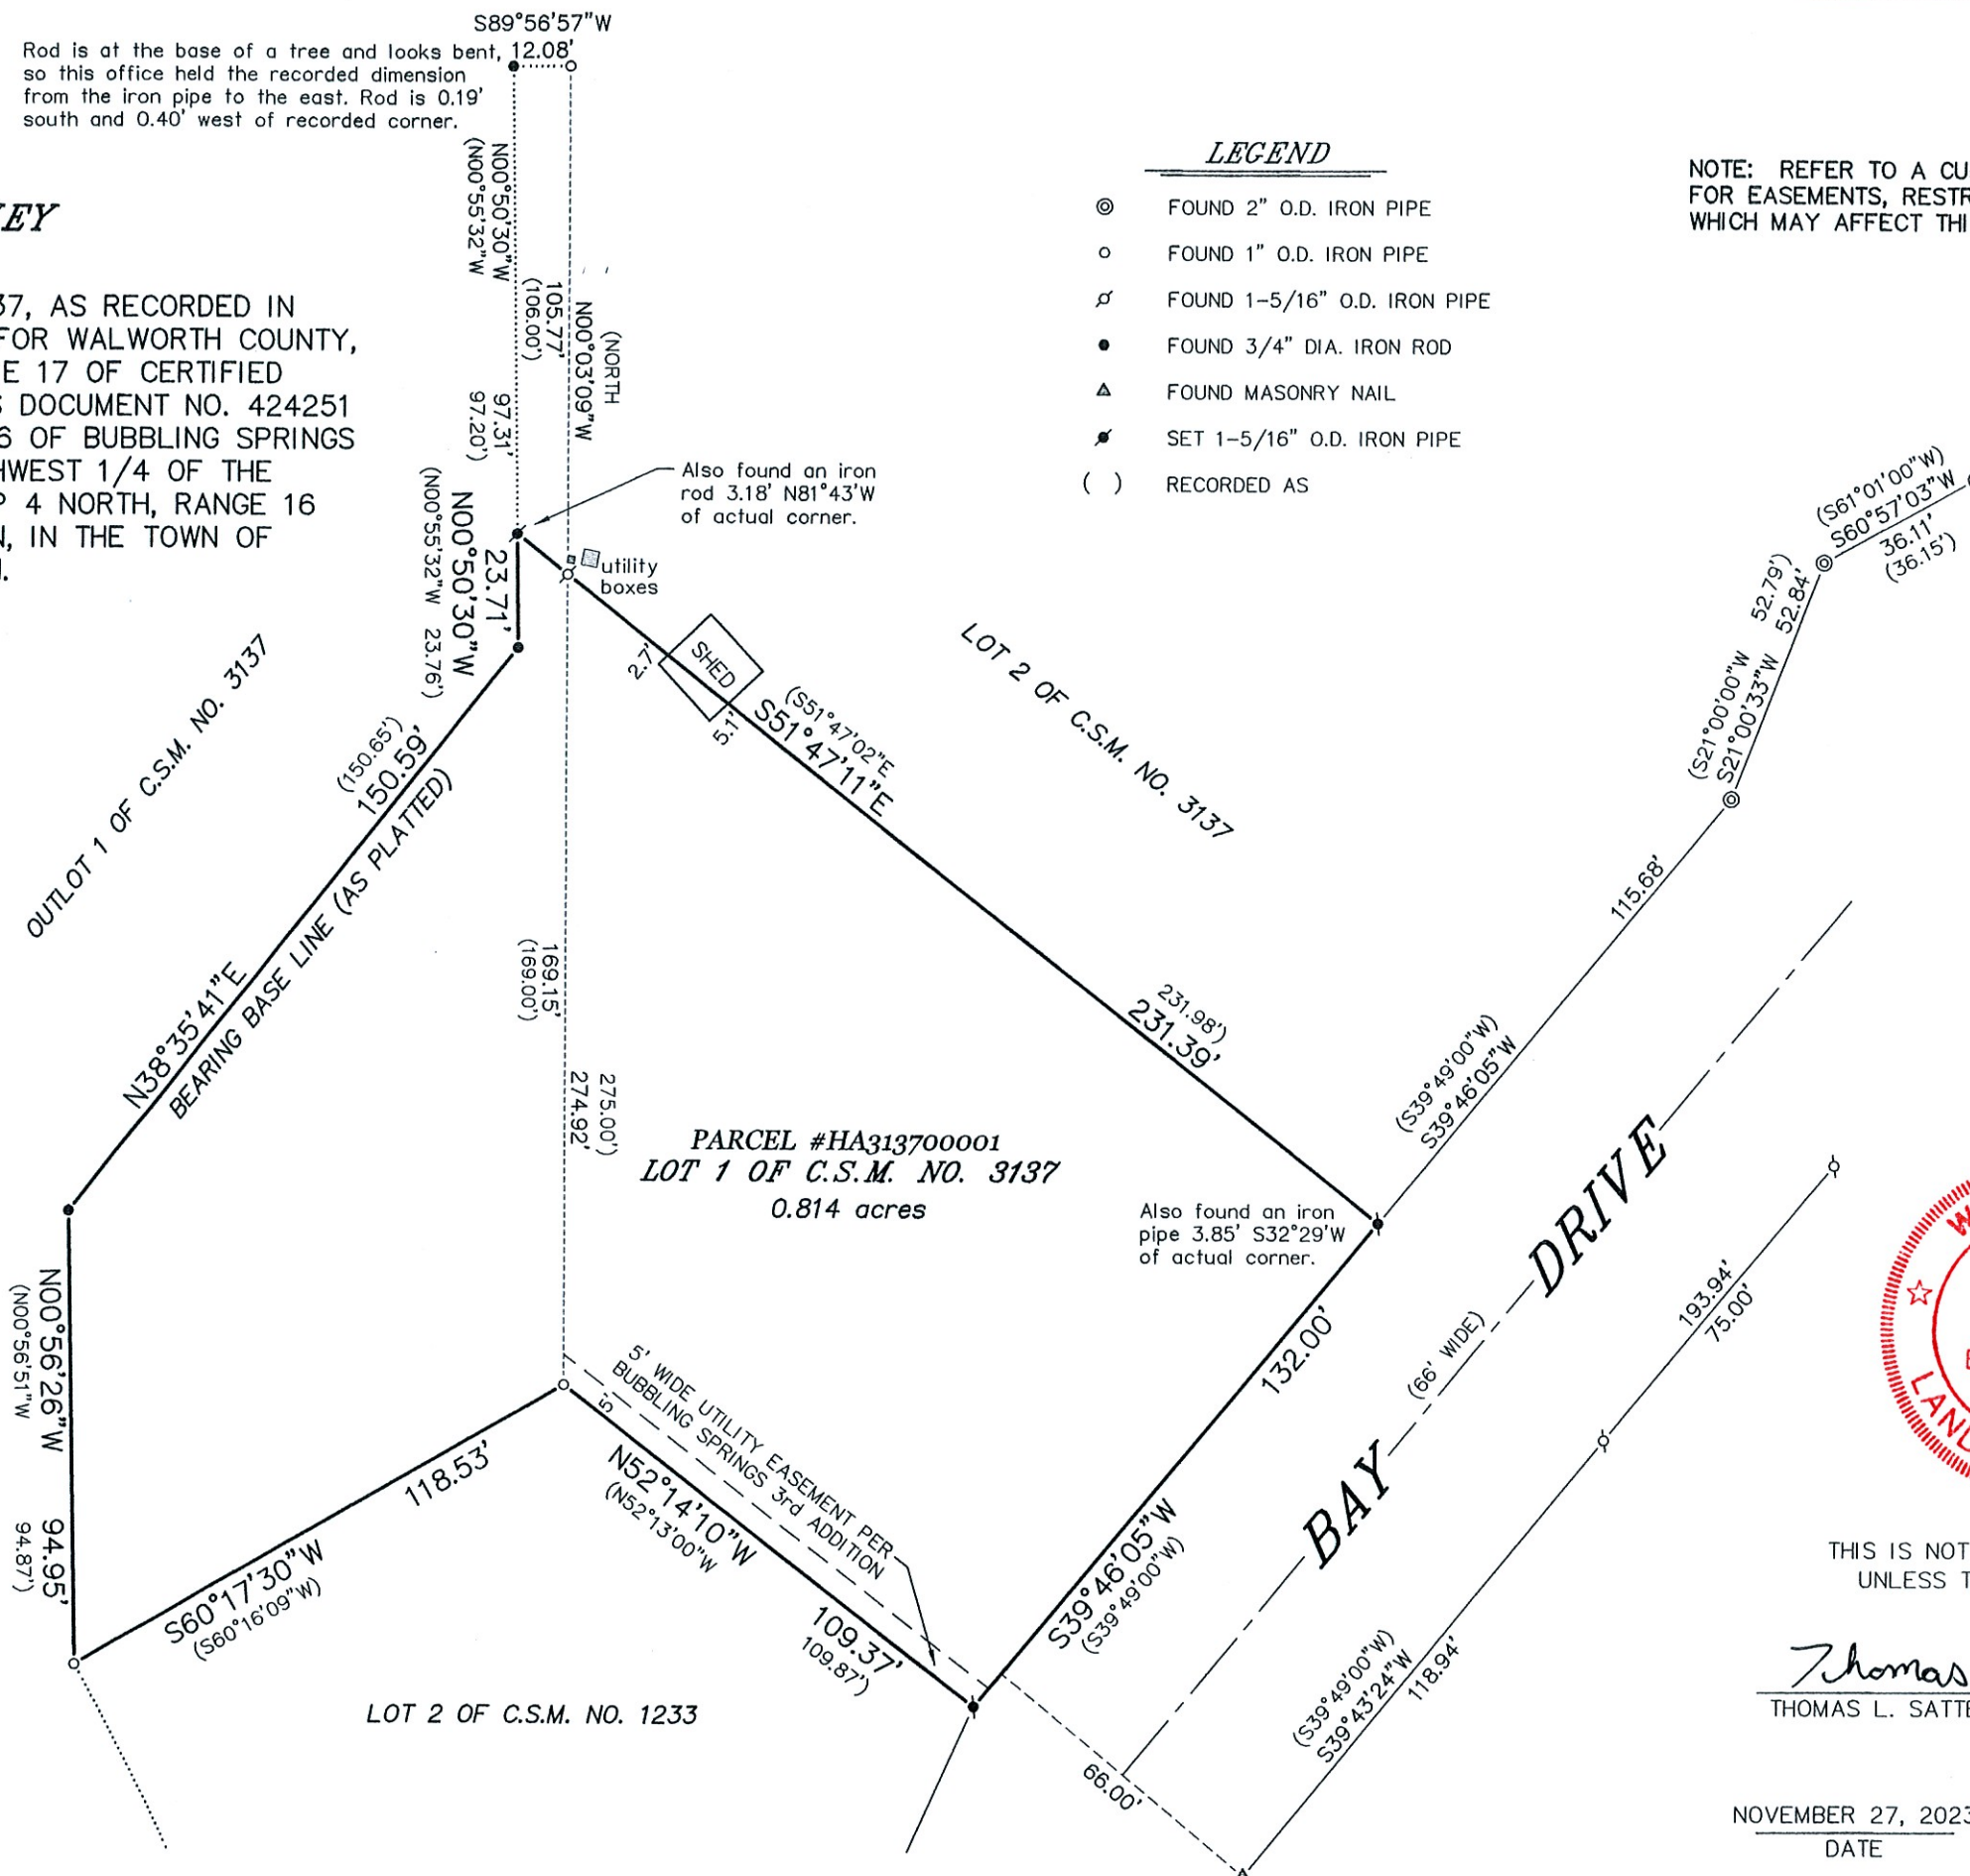 S89°56'57"W
12.08'
Rod is at the base of a tree and looks bent,
so this office held the recorded dimension
from the iron pipe to the east. Rod is 0.19'
south and 0.40' west of recorded corner.
N00°50'30"W 97.31'
(N00°55'32"W 97.20')
105.77'
(106.00')
(NORTH
N00°03'09"W
LEGEND
FOUND 2" O.D. IRON PIPE
FOUND 1" O.D. IRON PIPE
FOUND 1-5/16" O.D. IRON PIPE
FOUND 3/4" DIA. IRON ROD
FOUND MASONRY NAIL
SET 1-5/16" O.D. IRON PIPE
( ) RECORDED AS
NOTE: REFER TO A CU
FOR EASEMENTS, RESTR
WHICH MAY AFFECT THI
EY
37, AS RECORDED IN
FOR WALWORTH COUNTY,
E 17 OF CERTIFIED
S DOCUMENT NO. 424251
6 OF BUBBLING SPRINGS
HWEST 1/4 OF THE
P 4 NORTH, RANGE 16
N, IN THE TOWN OF
Also found an iron
rod 3.18' N81°43'W
of actual corner.
N00°50'30"W
23.71'
(N00°55'32"W 23.76')
utility
boxes
SHED
2.7'
5.1'
(S51°47'02"E
S51°47'11"E
231.98')
231.39'
LOT 2 OF C.S.M. NO. 3137
(S61°01'00"W)
S60°57'03"W
36.11'
(36.15')
(S21°00'00"W 52.79')
S21°00'33"W 52.84'
115.68'
(S39°49'00"W)
S39°46'05"W
OUTLOT 1 OF C.S.M. NO. 3137
(150.65')
150.59'
N38°35'41"E
BEARING BASE LINE (AS PLATTED)
169.15'
(169.00')
275.00')
274.92'
PARCEL #HA313700001
LOT 1 OF C.S.M. NO. 3137
0.814 acres
Also found an iron
pipe 3.85' S32°29'W
of actual corner.
N00°56'26"W 94.95'
(N00°56'51"W 94.87')
118.53'
S60°17'30"W
(S60°16'09"W)
5' WIDE UTILITY EASEMENT PER
BUBBLING SPRINGS 3rd ADDITION
5'
N52°14'10"W
(N52°13'00"W
109.37'
109.87')
132.00'
S39°46'05"W
(S39°49'00"W)
BAY DRIVE
(66' WIDE)
193.94'
75.00'
(S39°49'00"W)
S39°43'24"W
118.94'
66.00'
LOT 2 OF C.S.M. NO. 1233
LAND
THIS IS NOT
UNLESS T
Thomas
THOMAS L. SATTE
NOVEMBER 27, 2023
DATE